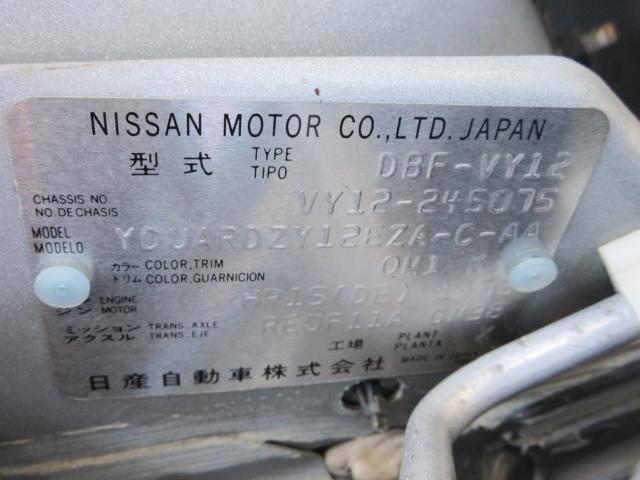 NISSAN MOTOR CO.,LTD. JAPAN
型式 TYPE TIPO DBF-VY12
CHASSIS NO. NO. DE CHASIS VY12-245075
MODEL MODELO YDUARDZY12EZA-C-AA
カラー COLOR, TRIM QM1 K
トリム COLOR, GUARNICION
ジン ENGINE MOTOR HR15(DE)
ミッション アクスル TRANS. AXLE TRANS. EJE RE0F11A GM38
工場 PLANT PLANTA X
日産自動車株式会社 MADE IN JAPAN